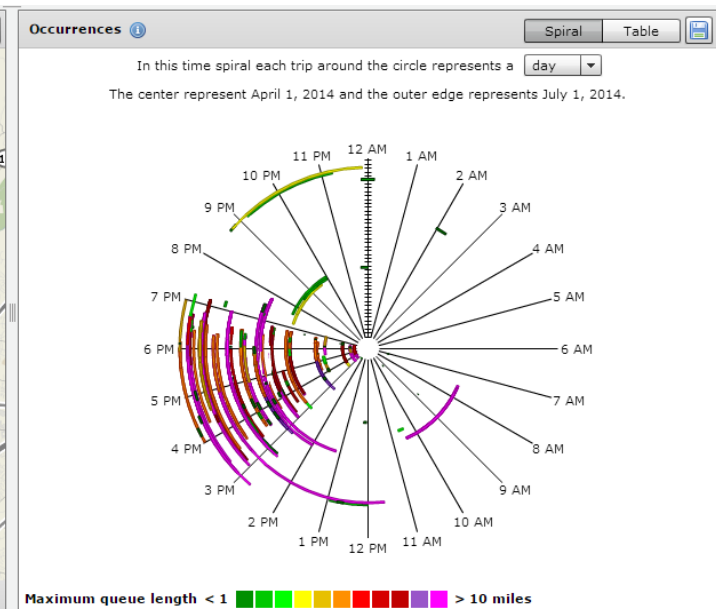 Occurrences
Spiral
Table
In this time spiral each trip around the circle represents a day
The center represent April 1, 2014 and the outer edge represents July 1, 2014.
12 AM
1 AM
2 AM
3 AM
4 AM
5 AM
6 AM
7 AM
8 AM
9 AM
10 AM
11 AM
12 PM
1 PM
2 PM
3 PM
4 PM
5 PM
6 PM
7 PM
8 PM
9 PM
10 PM
11 PM
1
Maximum queue length < 1 > 10 miles